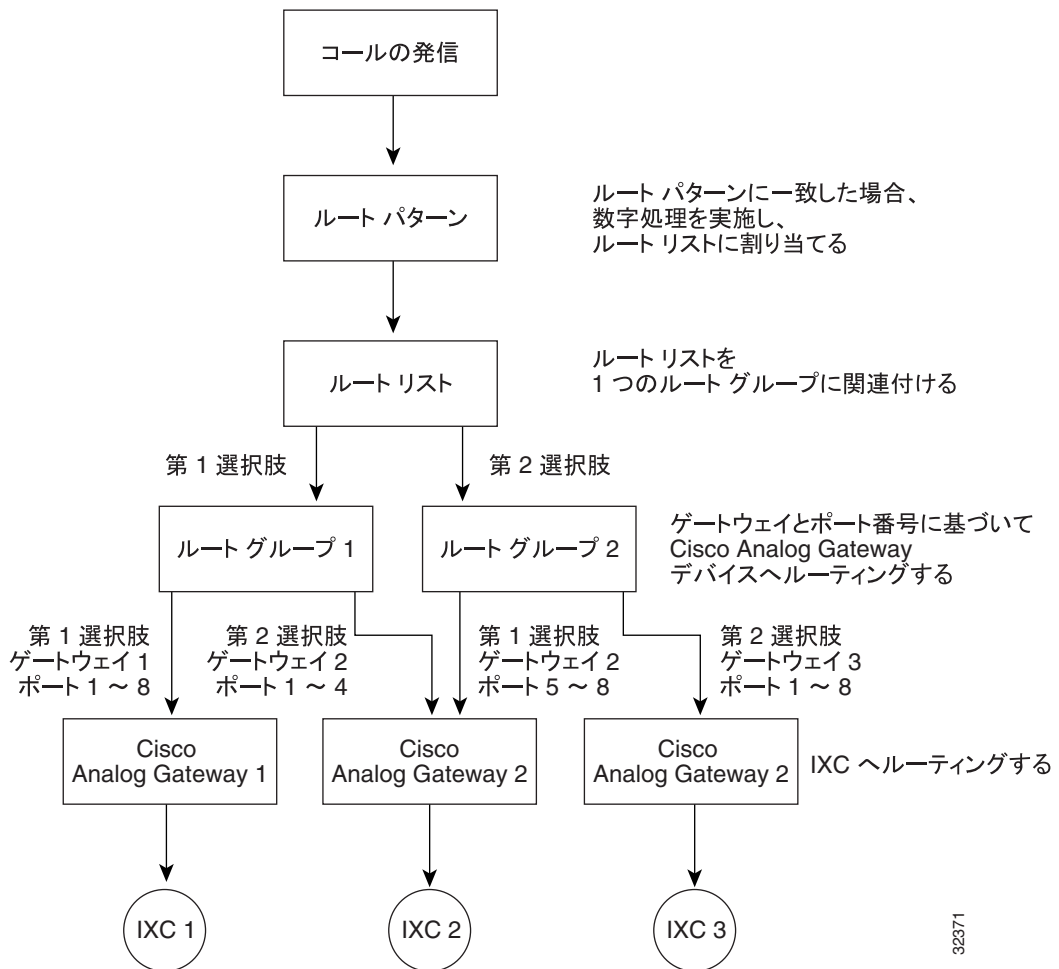 コールの発信
ルート パターン
ルート パターンに一致した場合、
数字処理を実施し、
ルート リストに割り当てる
ルート リスト
ルート リストを
1 つのルート グループに関連付ける
第 1 選択肢
第 2 選択肢
ルート グループ 1
ルート グループ 2
ゲートウェイとポート番号に基づいて
Cisco Analog Gateway
デバイスへルーティングする
第 1 選択肢
ゲートウェイ 1
ポート 1 ～ 8
第 2 選択肢
ゲートウェイ 2
ポート 1 ～ 4
第 1 選択肢
ゲートウェイ 2
ポート 5 ～ 8
第 2 選択肢
ゲートウェイ 3
ポート 1 ～ 8
Cisco
Analog Gateway 1
Cisco
Analog Gateway 2
Cisco
Analog Gateway 2
IXC へルーティングする
IXC 1
IXC 2
IXC 3
32371